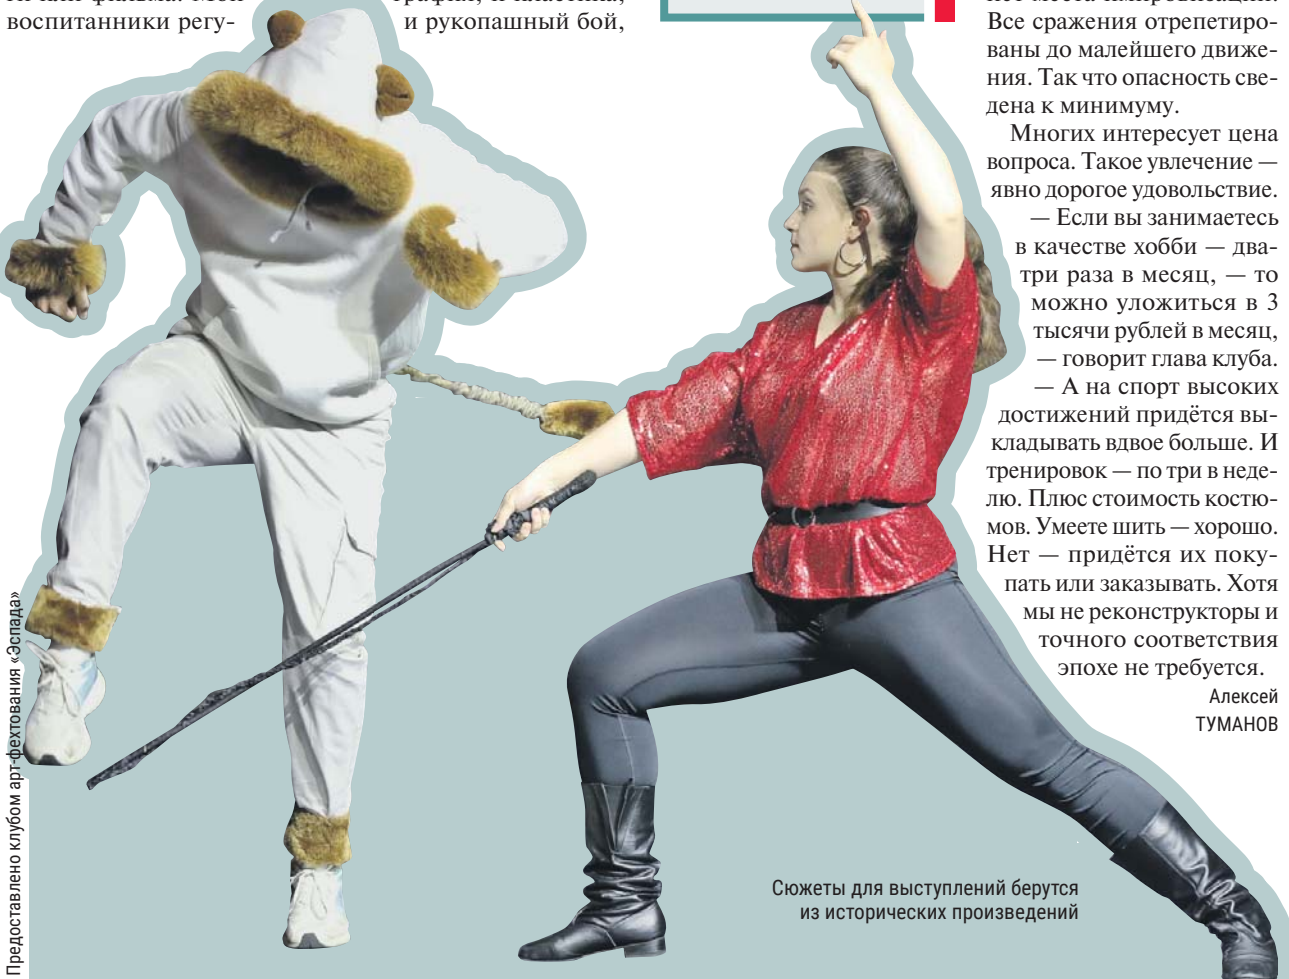 воспитанники регу-
и рукопашный бой,
Все сражения отрепетиро-
ваны до малейшего движе-
ния. Так что опасность све-
дена к минимуму.
Многих интересует цена
вопроса. Такое увлечение —
явно дорогое удовольствие.
— Если вы занимаетесь
в качестве хобби — два-
три раза в месяц, — то
можно уложиться в 3
тысячи рублей в месяц,
— говорит глава клуба.
— А на спорт высоких
достижений придётся вы-
кладывать вдвое больше. И
тренировок — по три в неде-
лю. Плюс стоимость костю-
мов. Умеете шить — хорошо.
Нет — придётся их поку-
пать или заказывать. Хотя
мы не реконструкторы и
точного соответствия
эпохе не требуется.
Алексей
ТУМАНОВ
Сюжеты для выступлений берутся
из исторических произведений
Предоставлено клубом арт-фехтования «Эспада»